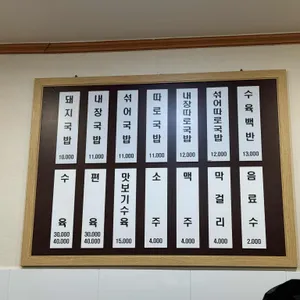 돼지국밥 10,000
내장국밥 11,000
섞어국밥 11,000
따로국밥 11,000
내장따로국밥 12,000
섞어따로국밥 12,000
수육백반 13,000
수육 30,000 40,000
편육 30,000 40,000
맛보기수육 15,000
소주 4,000
맥주 4,000
막걸리 4,000
음료수 2,000